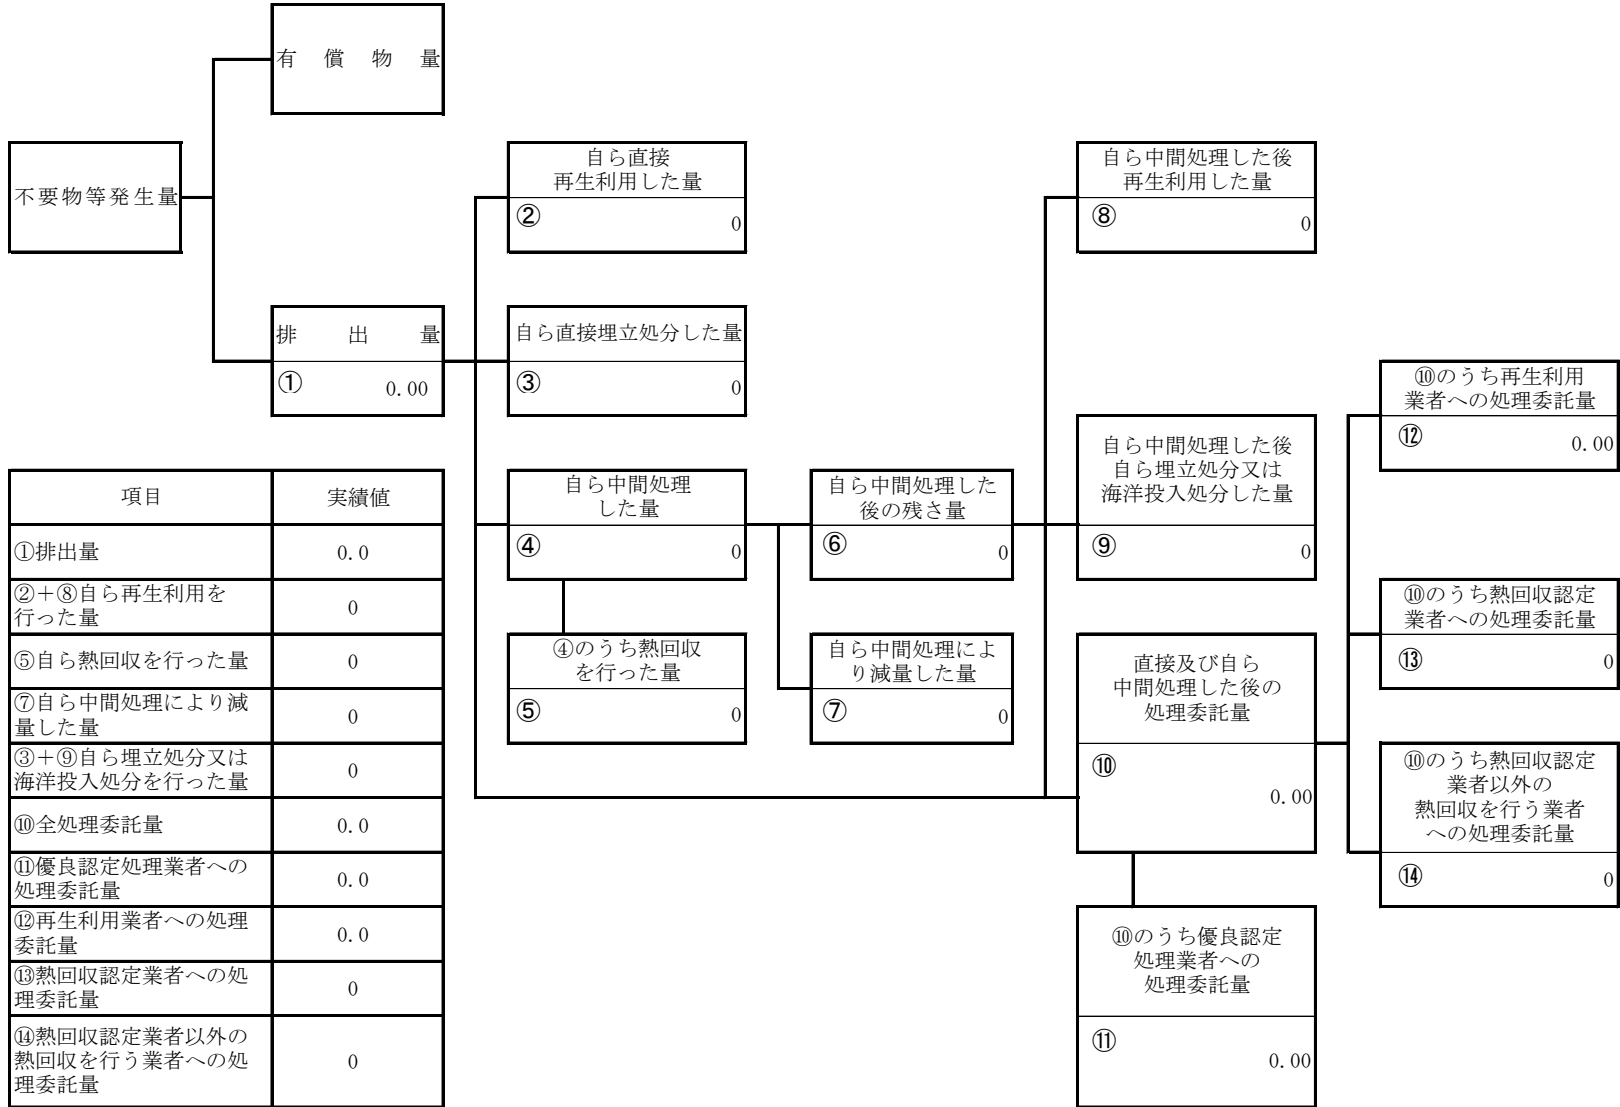 有償物量
不要物等発生量
排出量
① 0.00
自ら直接
再生利用した量
② 0
自ら直接埋立処分した量
③ 0
自ら中間処理
した量
④ 0
④のうち熱回収
を行った量
⑤ 0
自ら中間処理した
後の残さ量
⑥ 0
自ら中間処理によ
り減量した量
⑦ 0
自ら中間処理した後
再生利用した量
⑧ 0
自ら中間処理した後
自ら埋立処分又は
海洋投入処分した量
⑨ 0
直接及び自ら
中間処理した後の
処理委託量
⑩
0.00
⑩のうち優良認定
処理業者への
処理委託量
⑪
0.00
⑩のうち再生利用
業者への処理委託量
⑫ 0.00
⑩のうち熱回収認定
業者への処理委託量
⑬ 0
⑩のうち熱回収認定
業者以外の
熱回収を行う業者
への処理委託量
⑭ 0
項目 実績値
①排出量 0.0
②＋⑧自ら再生利用を
行った量 0
⑤自ら熱回収を行った量 0
⑦自ら中間処理により減
量した量 0
③＋⑨自ら埋立処分又は
海洋投入処分を行った量 0
⑩全処理委託量 0.0
⑪優良認定処理業者への
処理委託量 0.0
⑫再生利用業者への処理
委託量 0.0
⑬熱回収認定業者への処
理委託量 0
⑭熱回収認定業者以外の
熱回収を行う業者への処
理委託量 0